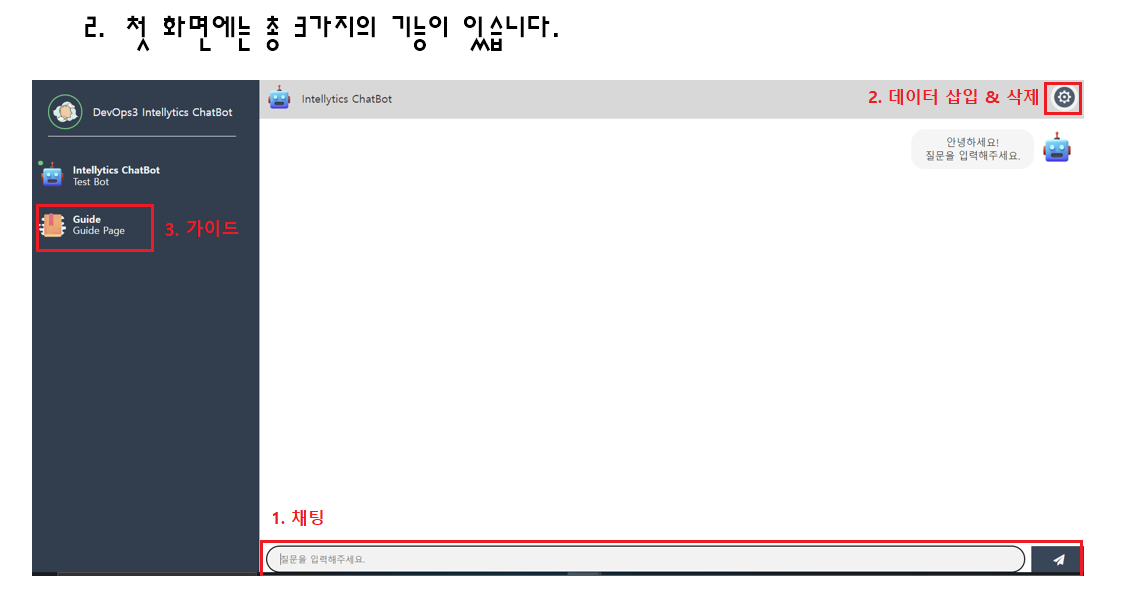 2. 첫 화면에는 총 3가지의 기능이 있습니다.
DevOps3 Intellytics ChatBot
Intellytics ChatBot
2. 데이터 삽입 & 삭제
안녕하세요!
질문을 입력해주세요.
Intellytics ChatBot
Test Bot
Guide
Guide Page
3. 가이드
1. 채팅
질문을 입력해주세요.